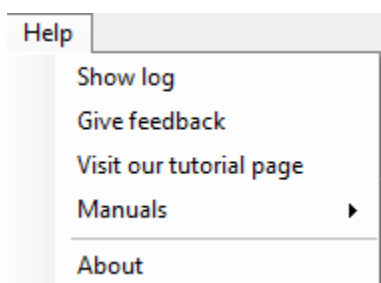 Help
Show log
Give feedback
Visit our tutorial page
Manuals
About